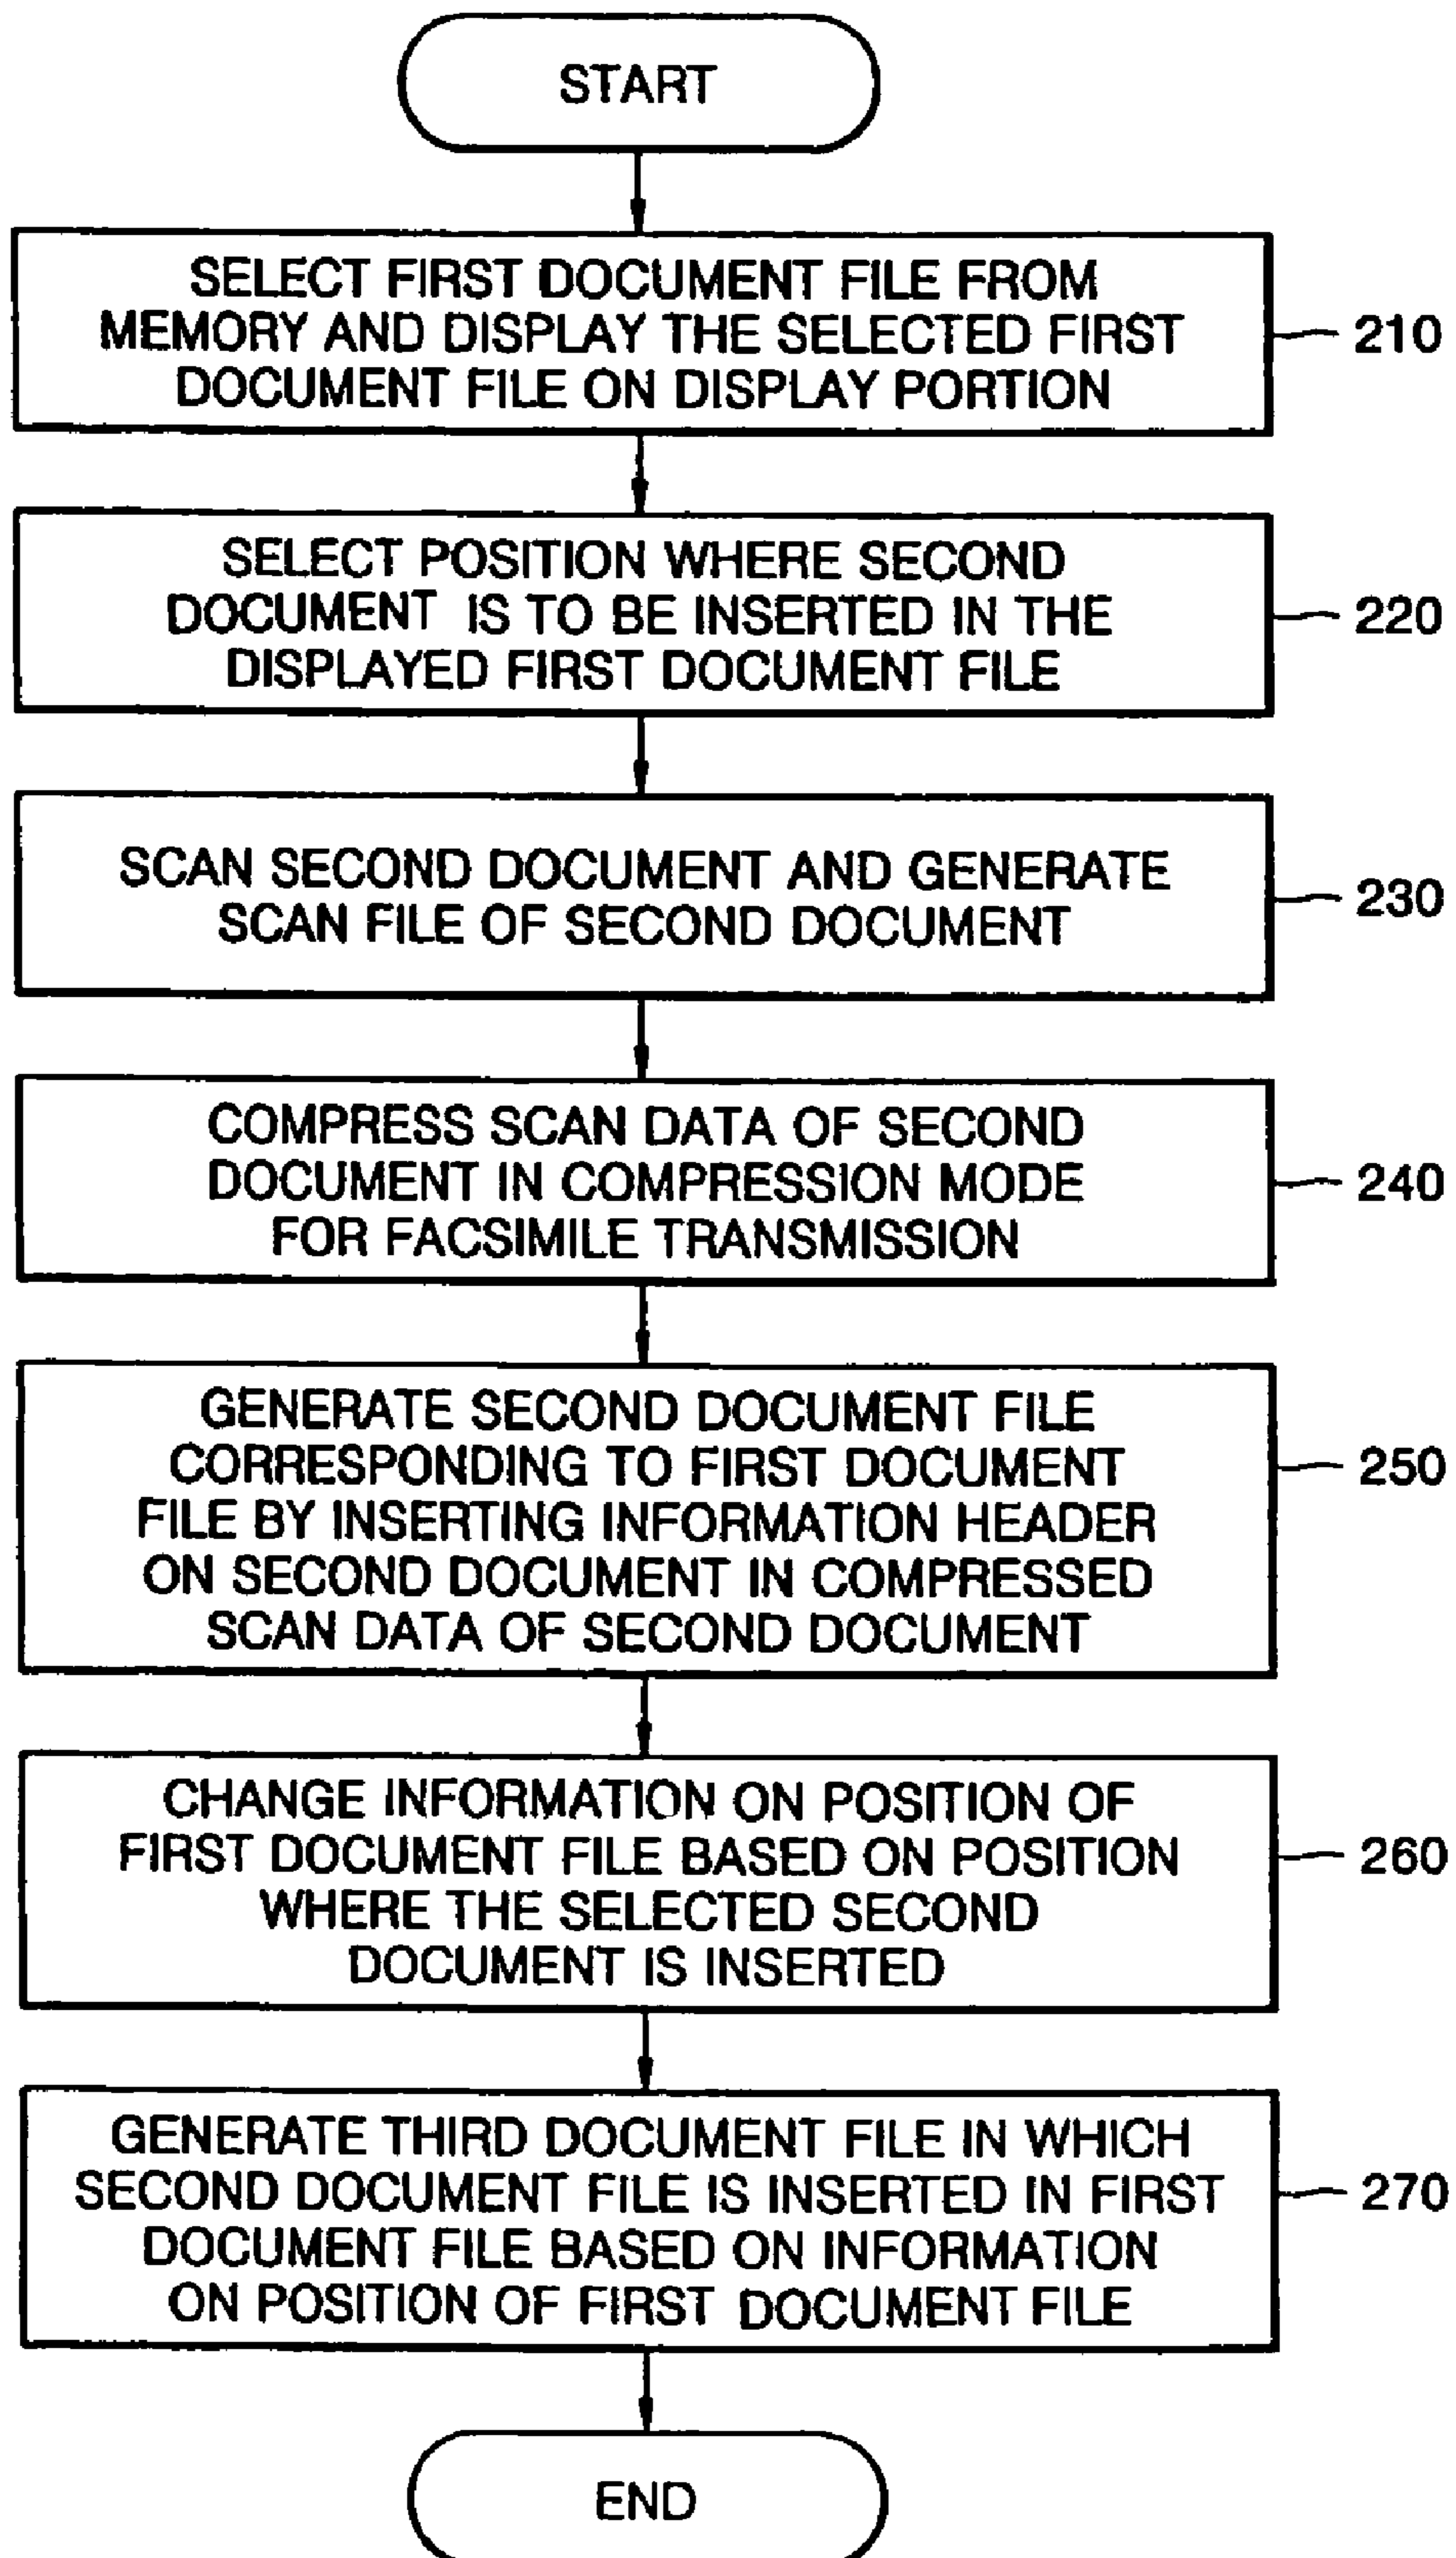 START
SELECT FIRST DOCUMENT FILE FROM
MEMORY AND DISPLAY THE SELECTED FIRST
DOCUMENT FILE ON DISPLAY PORTION
210
SELECT POSITION WHERE SECOND
DOCUMENT IS TO BE INSERTED IN THE
DISPLAYED FIRST DOCUMENT FILE
220
SCAN SECOND DOCUMENT AND GENERATE
SCAN FILE OF SECOND DOCUMENT
230
COMPRESS SCAN DATA OF SECOND
DOCUMENT IN COMPRESSION MODE
FOR FACSIMILE TRANSMISSION
240
GENERATE SECOND DOCUMENT FILE
CORRESPONDING TO FIRST DOCUMENT
FILE BY INSERTING INFORMATION HEADER
ON SECOND DOCUMENT IN COMPRESSED
SCAN DATA OF SECOND DOCUMENT
250
CHANGE INFORMATION ON POSITION OF
FIRST DOCUMENT FILE BASED ON POSITION
WHERE THE SELECTED SECOND
DOCUMENT IS INSERTED
260
GENERATE THIRD DOCUMENT FILE IN WHICH
SECOND DOCUMENT FILE IS INSERTED IN FIRST
DOCUMENT FILE BASED ON INFORMATION
ON POSITION OF FIRST DOCUMENT FILE
270
END